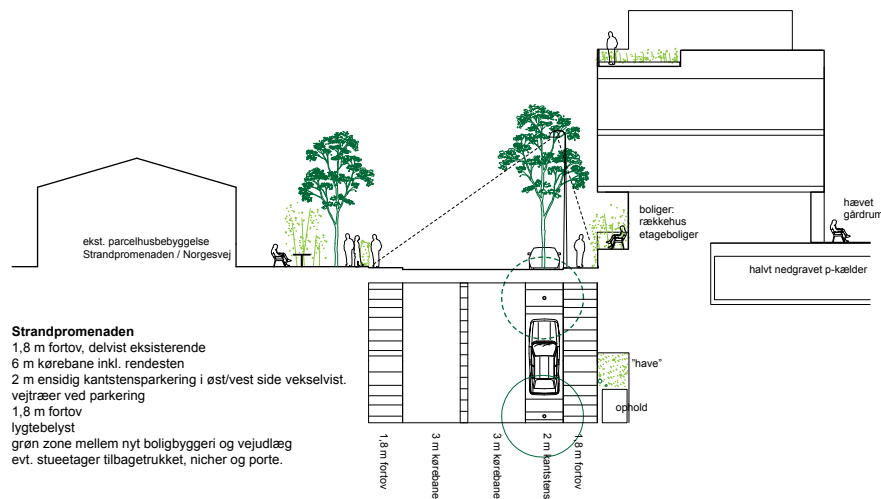 boliger:
rækkehus
etageboliger
hævet
gårdrum
ekst. parcelhusbebyggelse
Strandpromenaden / Norgesvej
halvt nedgravet p-kælder
Strandpromenaden
1,8 m fortov, delvist eksisterende
6 m kørebane inkl. rendesten
2 m ensidig kantstensparkering i øst/vest side vekselvist.
vejtræer ved parkering
1,8 m fortov
lygtebelyst
grøn zone mellem nyt boligbyggeri og vejudlæg
evt. stueetager tilbagetrukket, nicher og porte.
"have"
ophold
1,8 m fortov
3 m kørebane
3 m kørebane
2 m kantstens
1,8 m fortov